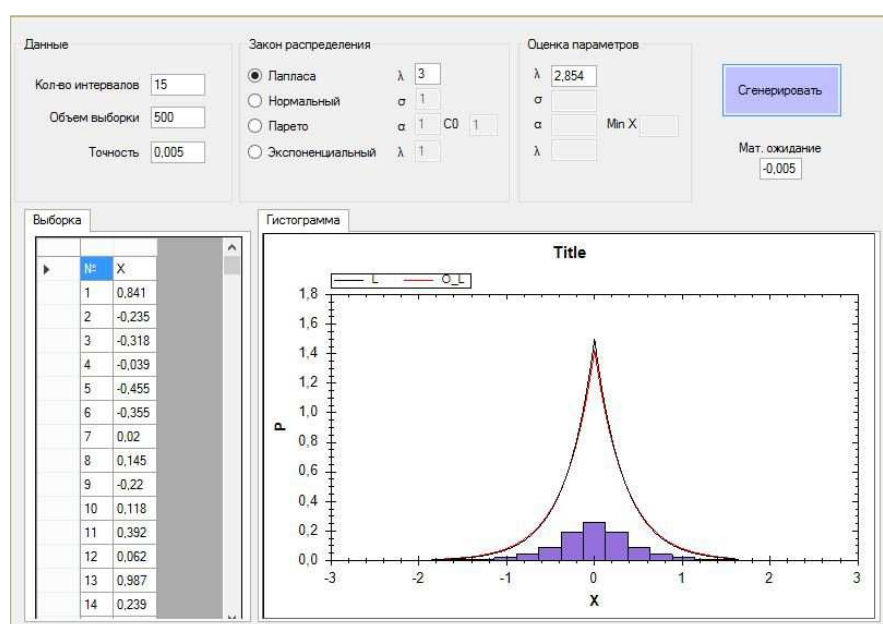 Данные
Кол-во интервалов 15
Объем выборки 500
Точность 0,005
Закон распределения
Лапласа λ 3
Нормальный σ 1
Парето α 1 C0 1
Экспоненциальный λ 1
Оценка параметров
λ 2,854
σ
α Min X
λ
Сгенерировать
Мат. ожидание
-0,005
Выборка
№ X
1 0,841
2 -0,235
3 -0,318
4 -0,039
5 -0,455
6 -0,355
7 0,02
8 0,145
9 -0,22
10 0,118
11 0,392
12 0,062
13 0,987
14 0,239
Гистограмма
Title
L O_L
1,8
1,6
1,4
1,2
1,0
0,8
0,6
0,4
0,2
0,0
P
-3 -2 -1 0 1 2 3
X